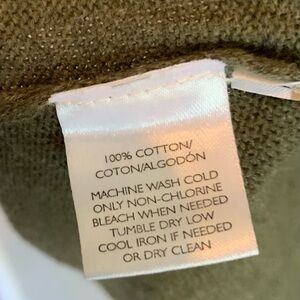 100% COTTON/
COTON/ALGODÓN
MACHINE WASH COLD
ONLY NON-CHLORINE
BLEACH WHEN NEEDED
TUMBLE DRY LOW
COOL IRON IF NEEDED
OR DRY CLEAN